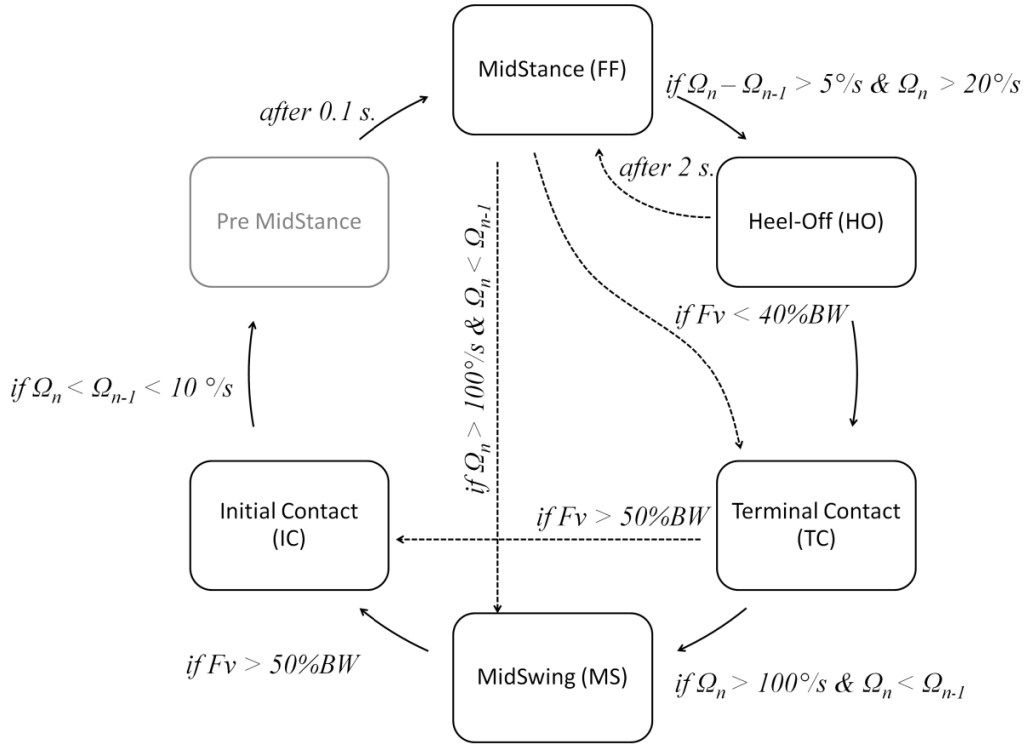 MidStance (FF)
if Ωn – Ωn-1 > 5°/s & Ωn > 20°/s
after 0.1 s.
after 2 s.
Pre MidStance
Heel-Off (HO)
if Ωn > 100°/s & Ωn < Ωn-1
if Fv < 40%BW
if Ωn < Ωn-1 < 10 °/s
Initial Contact
(IC)
if Fv > 50%BW
Terminal Contact
(TC)
if Fv > 50%BW
MidSwing (MS)
if Ωn > 100°/s & Ωn < Ωn-1